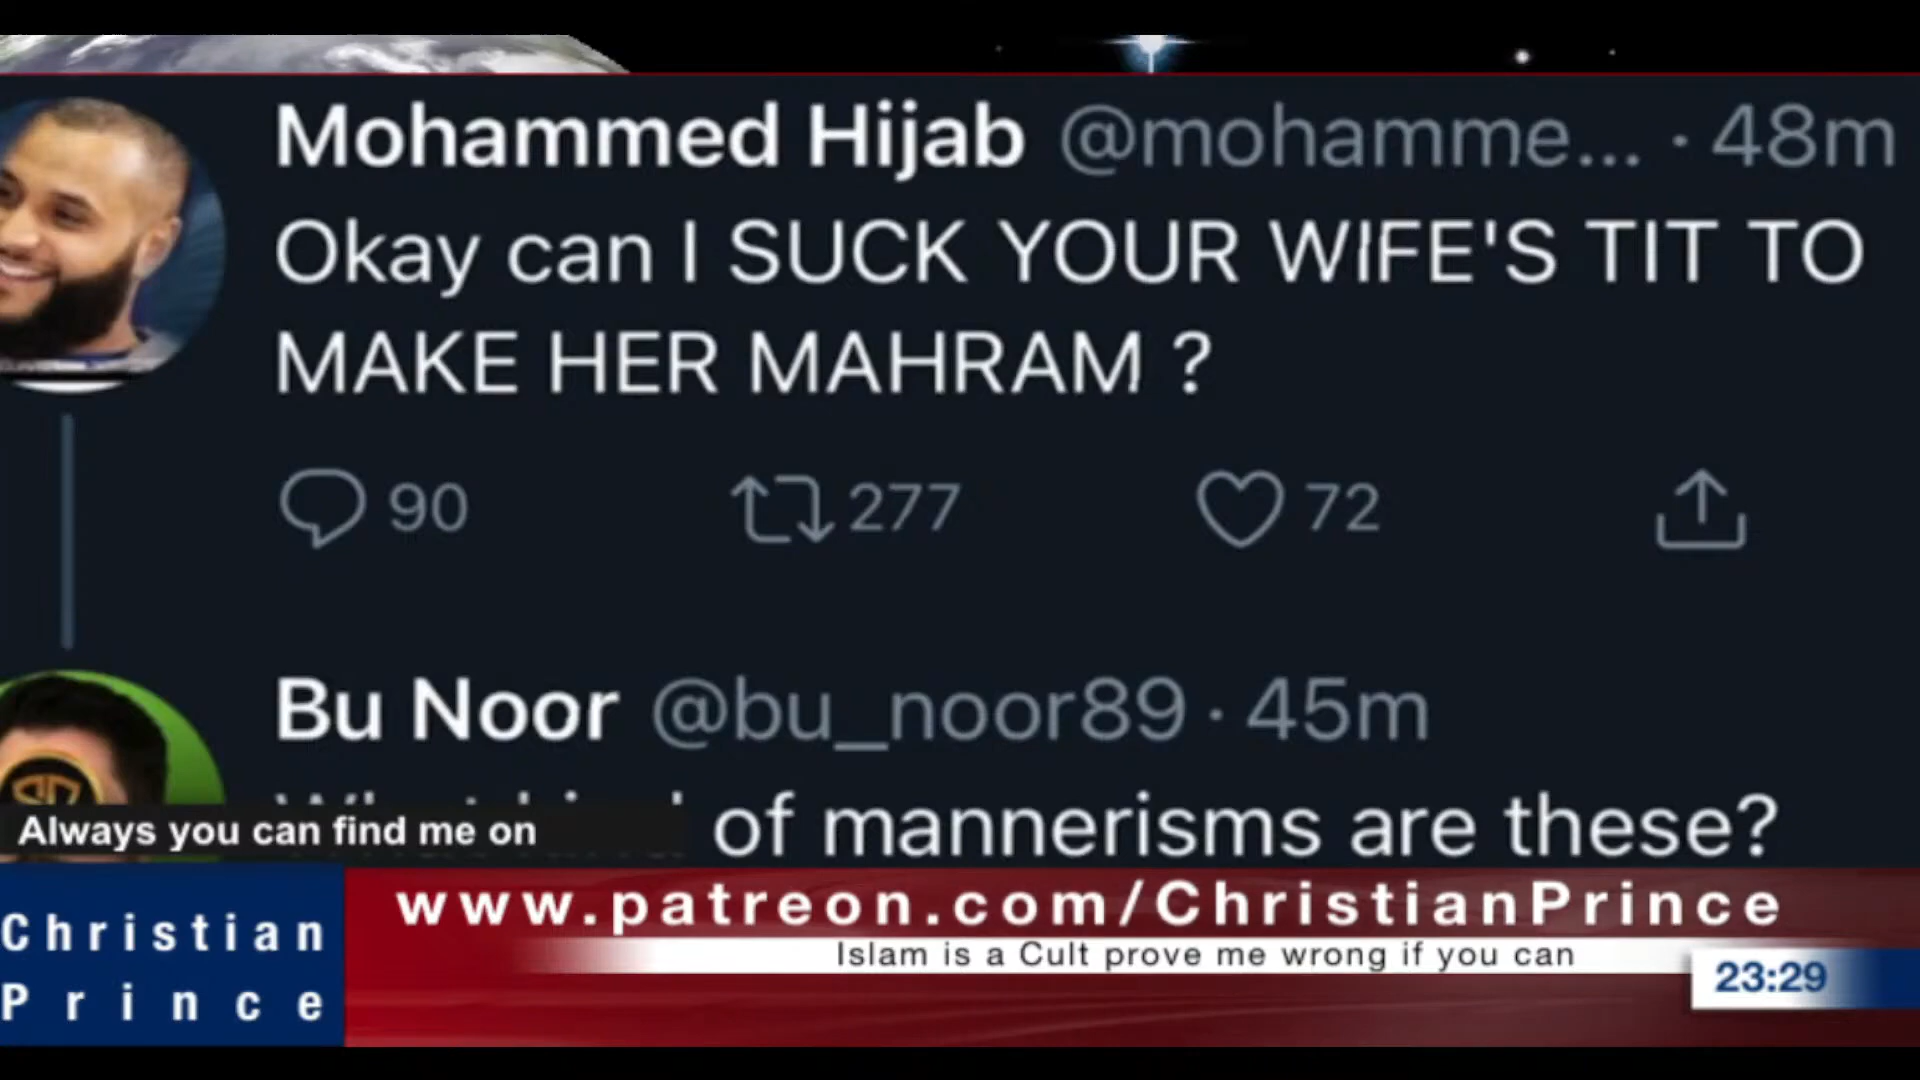 Mohammed Hijab @mohamme... · 48m
Okay can I SUCK YOUR WIFE'S TIT TO
MAKE HER MAHRAM ?
90 277 72
Bu Noor @bu_noor89 · 45m
of mannerisms are these?
Always you can find me on
www.patreon.com/ChristianPrince
Christian
Prince
Islam is a Cult prove me wrong if you can
23:29